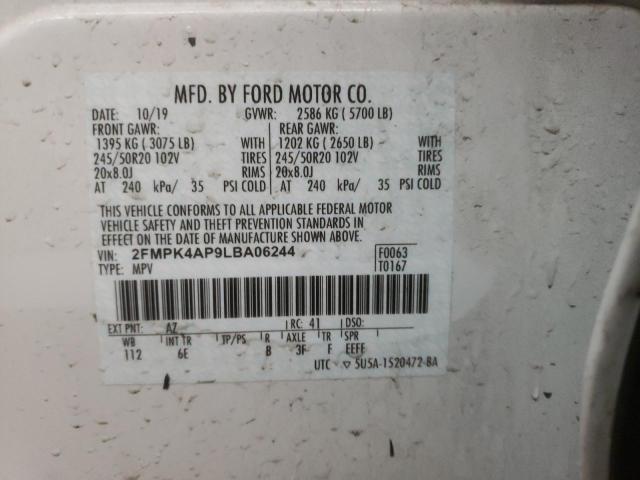 MFD. BY FORD MOTOR CO.
DATE: 10/19 GVWR: 2586 KG ( 5700 LB)
FRONT GAWR: REAR GAWR:
1395 KG ( 3075 LB) WITH 1202 KG ( 2650 LB) WITH
245/50R20 102V TIRES 245/50R20 102V TIRES
20x8.0J RIMS 20x8.0J RIMS
AT 240 kPa/ 35 PSI COLD AT 240 kPa/ 35 PSI COLD
THIS VEHICLE CONFORMS TO ALL APPLICABLE FEDERAL MOTOR
VEHICLE SAFETY AND THEFT PREVENTION STANDARDS IN
EFFECT ON THE DATE OF MANUFACTURE SHOWN ABOVE.
VIN: 2FMPK4AP9LBA06244 F0063
TYPE: MPV T0167
EXT PNT: AZ RC: 41 DSO:
WB INT TR TP/PS R AXLE TR SPR
112 6E B 3F F EEFF
UTC ▽ 5U5A-1520472-BA